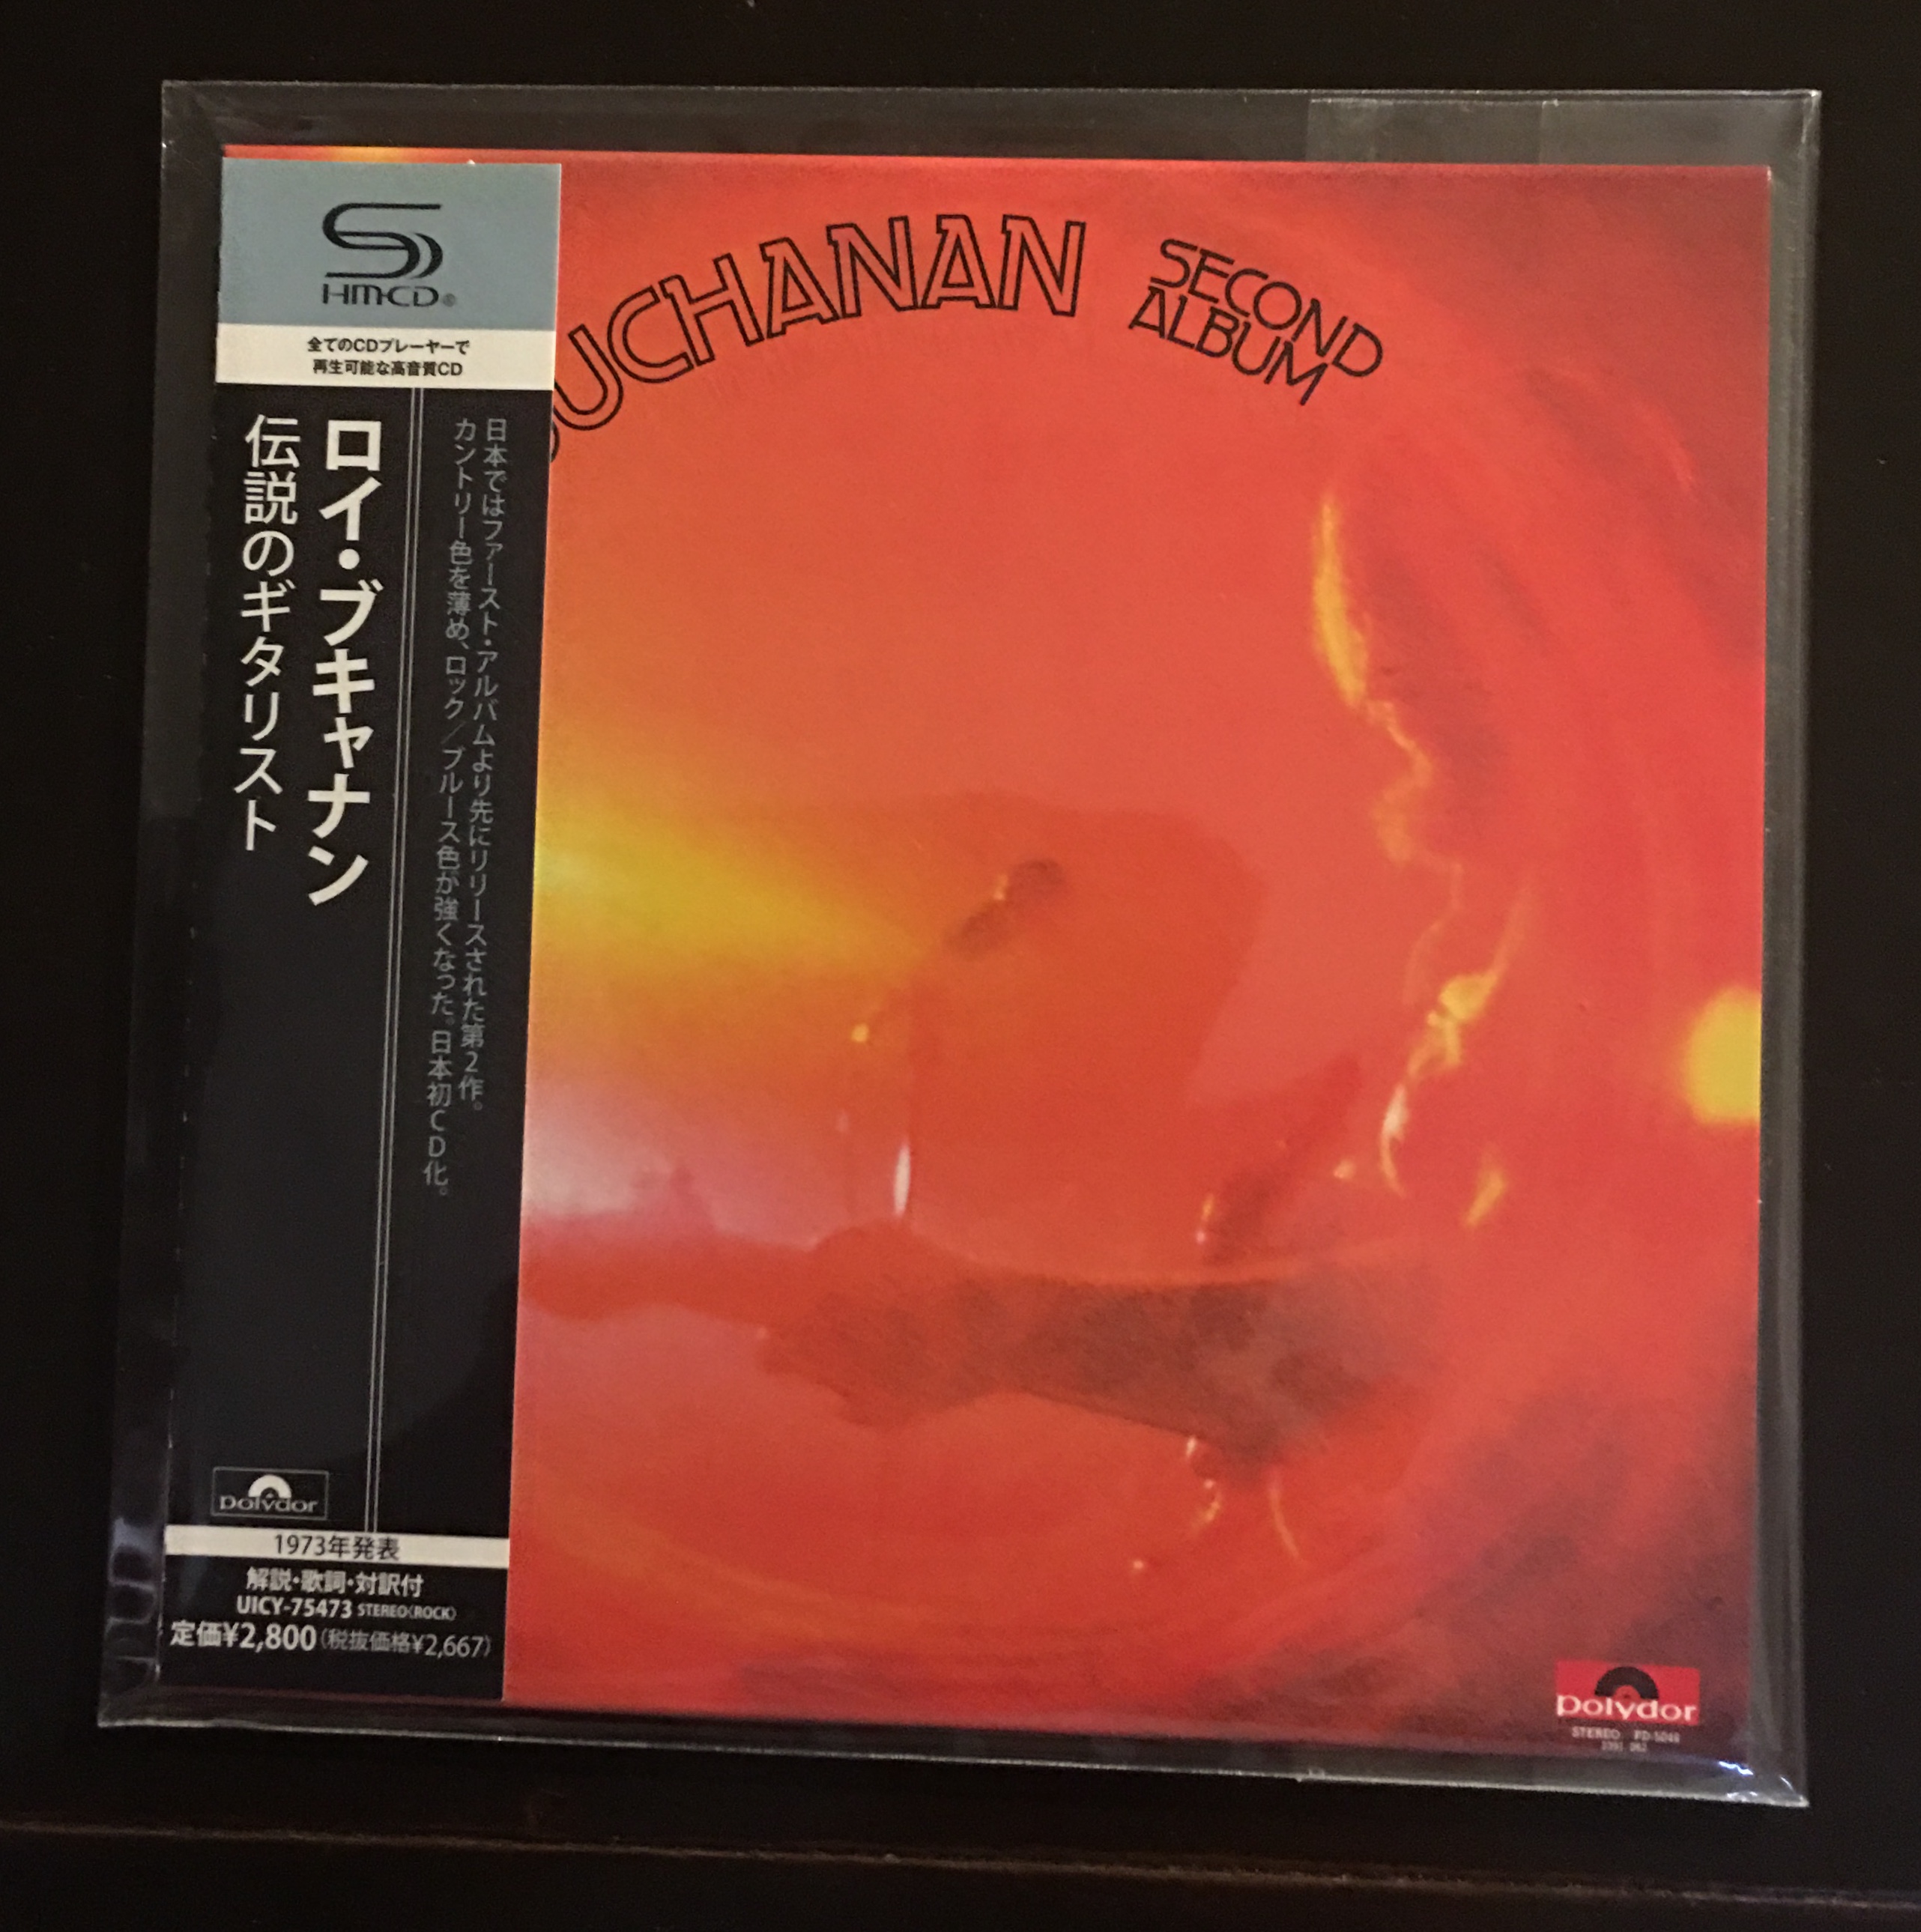 S
HM-CD®
全てのCDプレーヤーで
再生可能な高音質CD
ロイ・ブキャナン
伝説のギタリスト
日本ではファースト・アルバムより先にリリースされた第2作。
カントリー色を薄め、ロック／ブルース色が強くなった。日本初CD化。
polydor
1973年発表
解説・歌詞・対訳付
UICY-75473 STEREO(ROCK)
定価¥2,800(税抜価格¥2,667)
BUCHANAN
SECOND
ALBUM
polydor
STEREO PD-5046